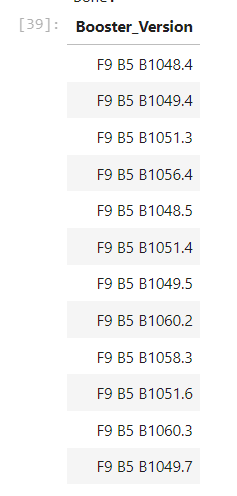 Done.
[39]: Booster_Version
F9 B5 B1048.4
F9 B5 B1049.4
F9 B5 B1051.3
F9 B5 B1056.4
F9 B5 B1048.5
F9 B5 B1051.4
F9 B5 B1049.5
F9 B5 B1060.2
F9 B5 B1058.3
F9 B5 B1051.6
F9 B5 B1060.3
F9 B5 B1049.7